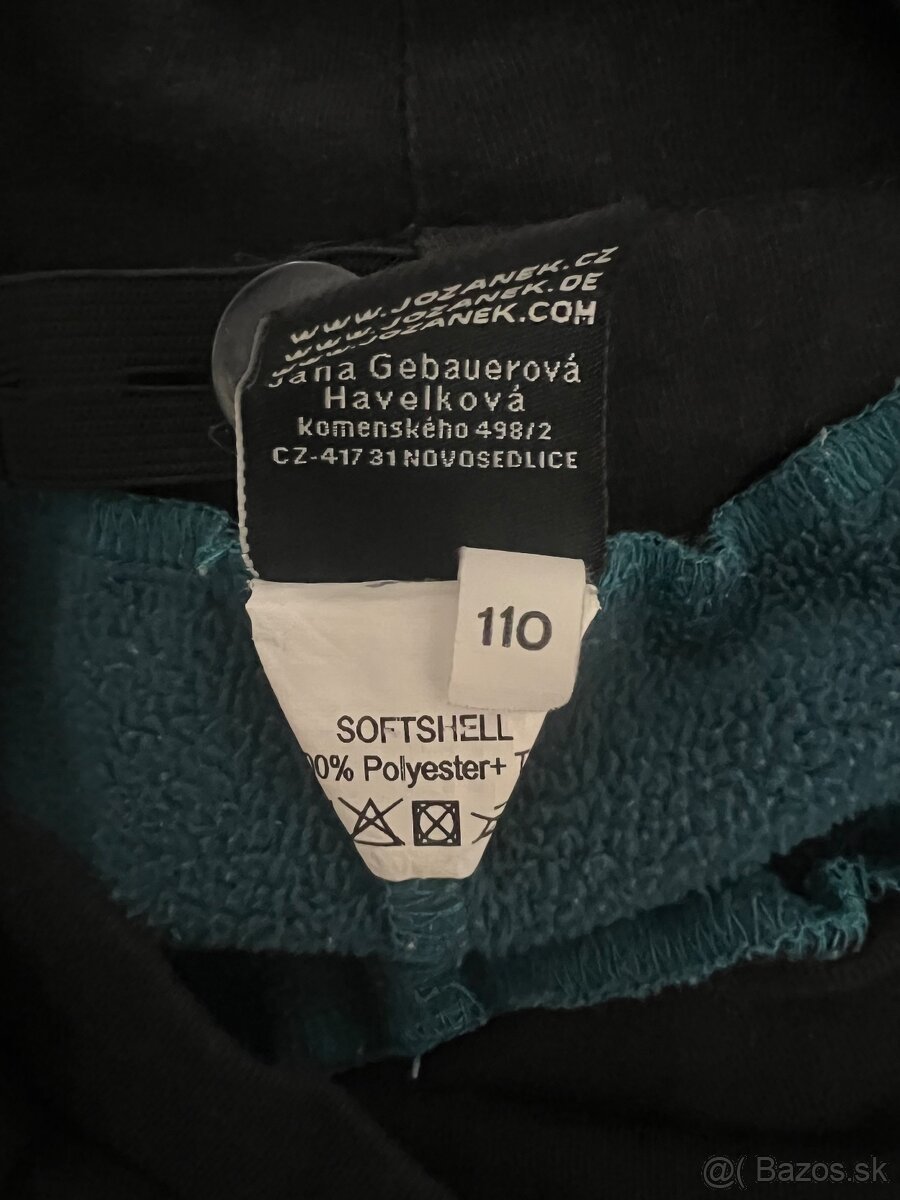 WWW.JOZANEK.CZ
WWW.JOZANEK.DE
WWW.JOZANEK.COM
Jana Gebauerová
Havelková
Komenského 498/2
CZ-417 31 NOVOSEDLICE
110
SOFTSHELL
00% Polyester+ T
@( Bazos.sk